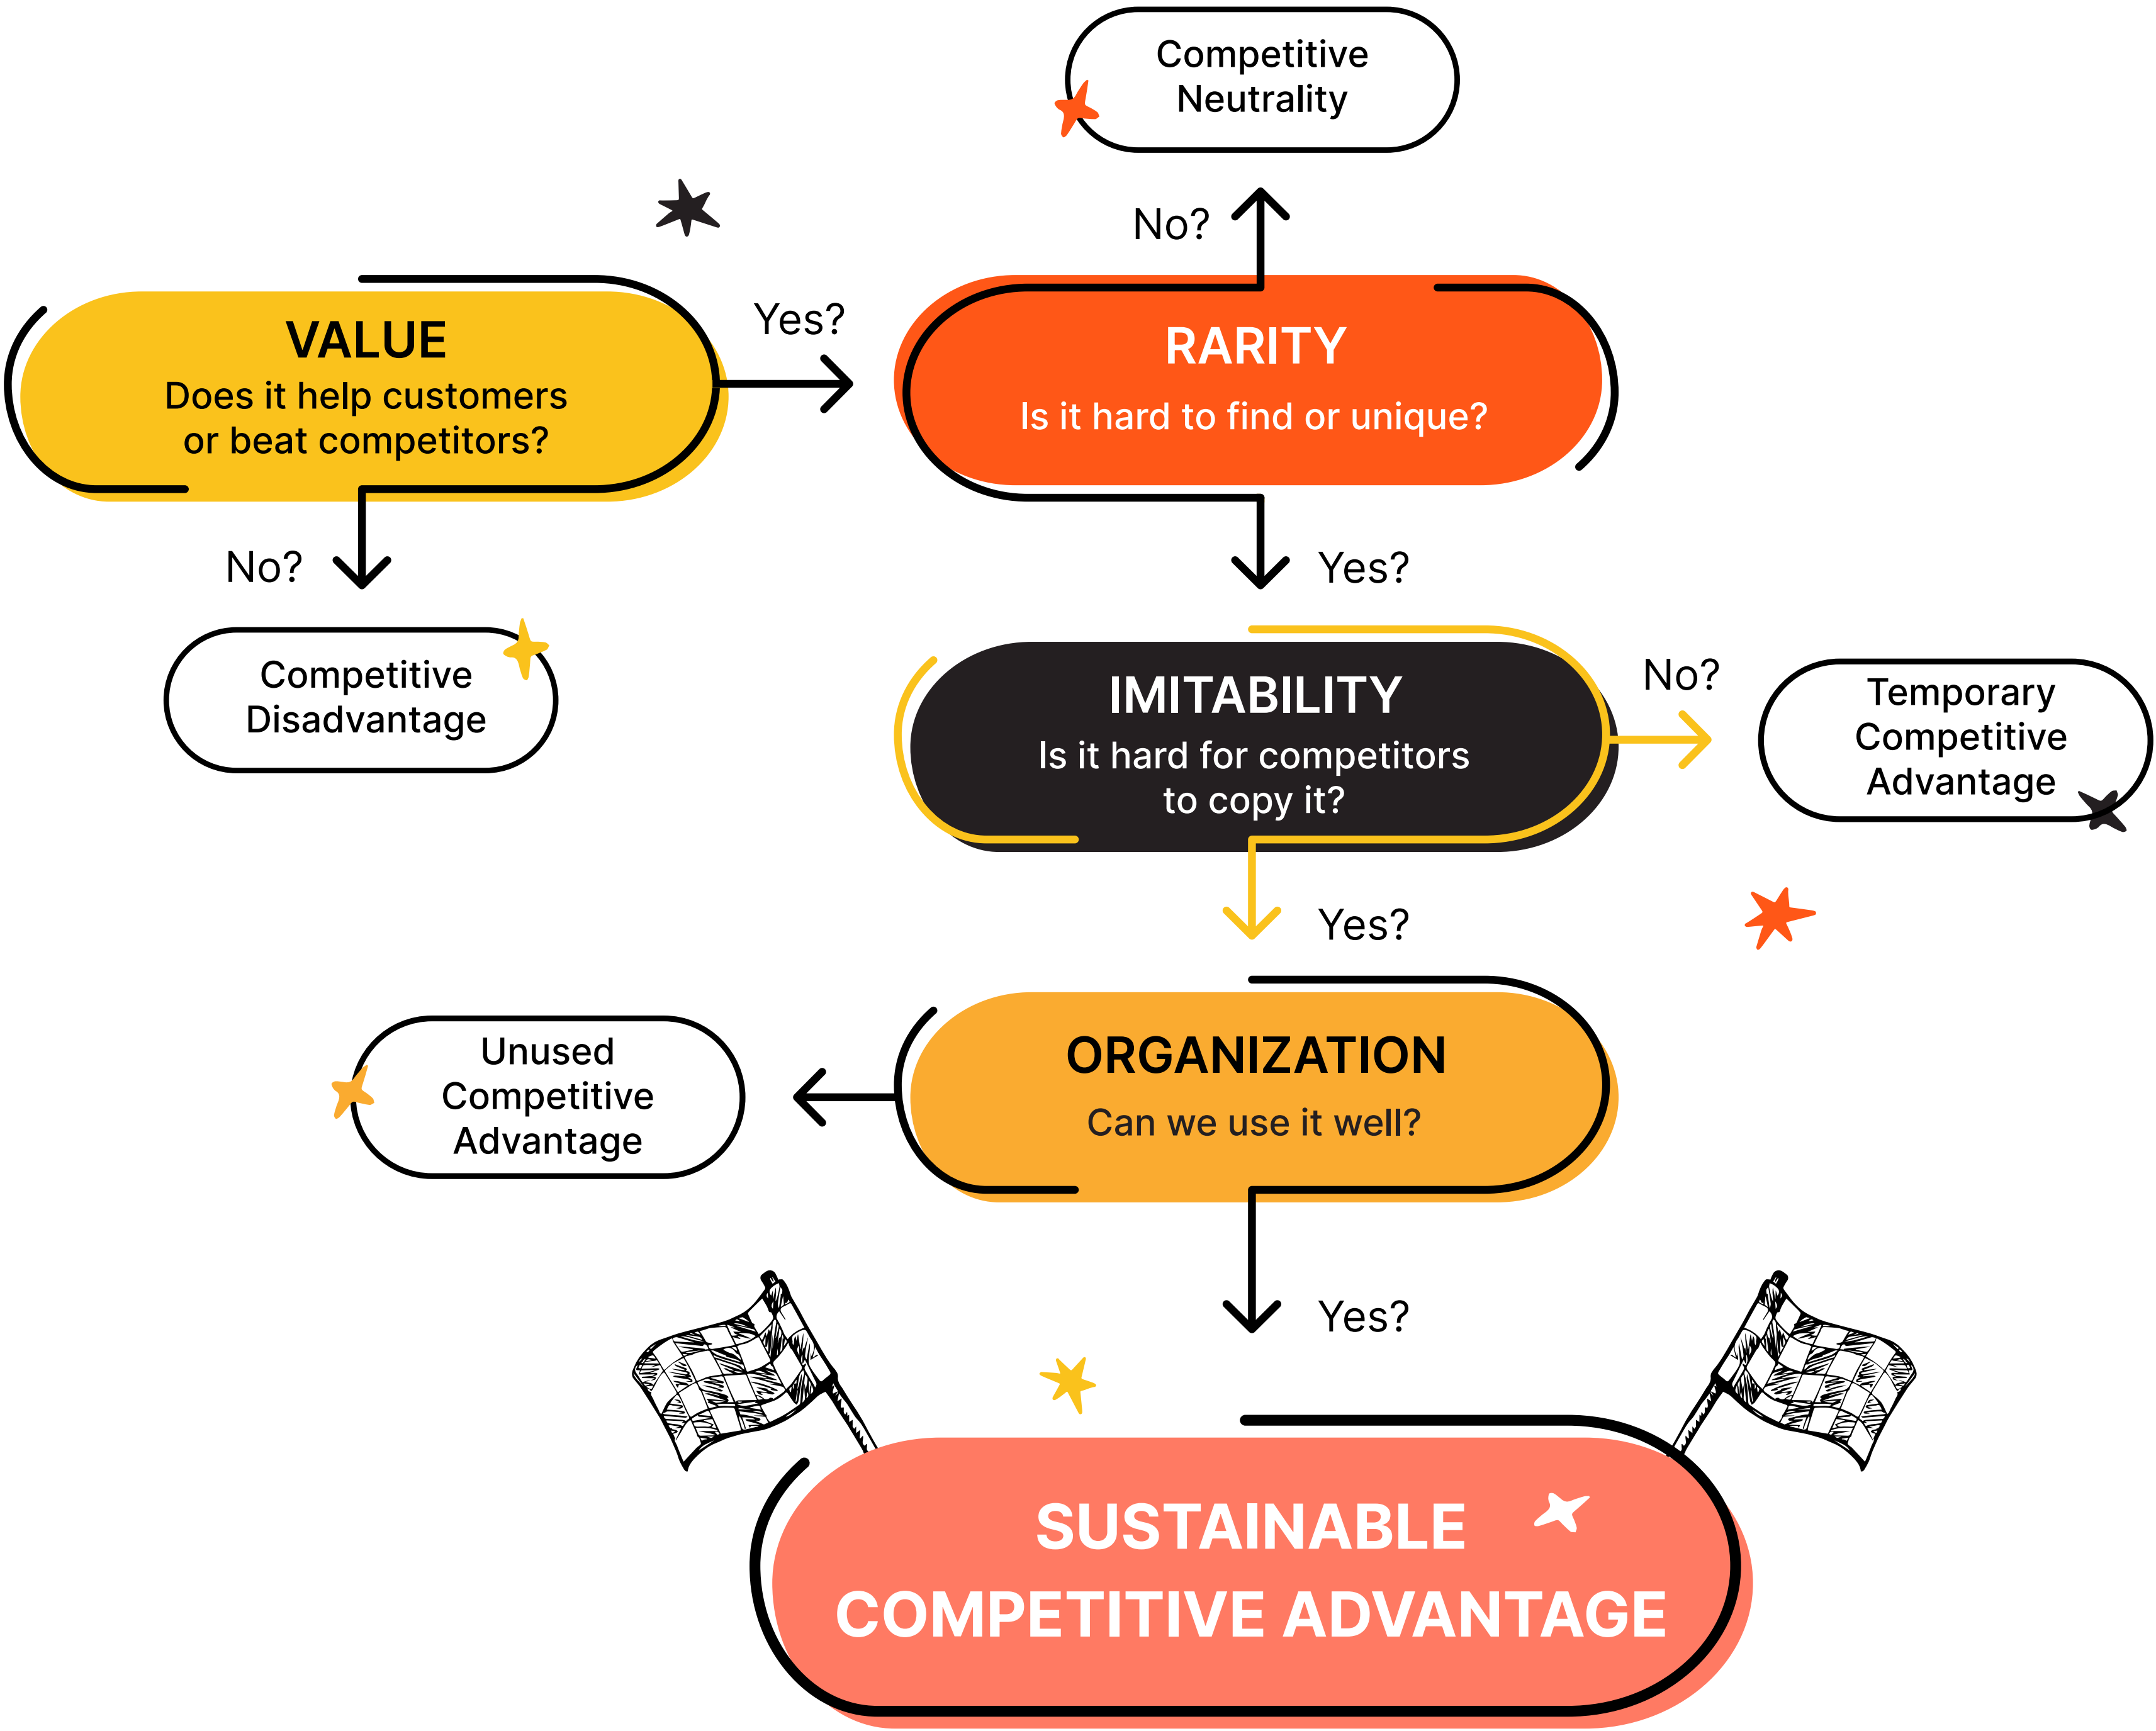 Competitive
Neutrality
No?
VALUE
Does it help customers
or beat competitors?
Yes?
RARITY
Is it hard to find or unique?
No?
Competitive
Disadvantage
Yes?
IMITABILITY
Is it hard for competitors
to copy it?
No?
Temporary
Competitive
Advantage
Yes?
ORGANIZATION
Can we use it well?
Unused
Competitive
Advantage
Yes?
SUSTAINABLE
COMPETITIVE ADVANTAGE